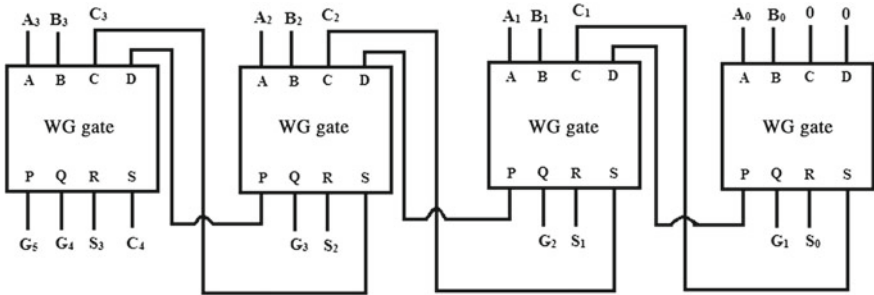 A₃ B₃ C₃ A₂ B₂ C₂ A₁ B₁ C₁ A₀ B₀ 0 0
A B C D A B C D A B C D A B C D
WG gate WG gate WG gate WG gate
P Q R S P Q R S P Q R S P Q R S
G₅ G₄ S₃ C₄ G₃ S₂ G₂ S₁ G₁ S₀